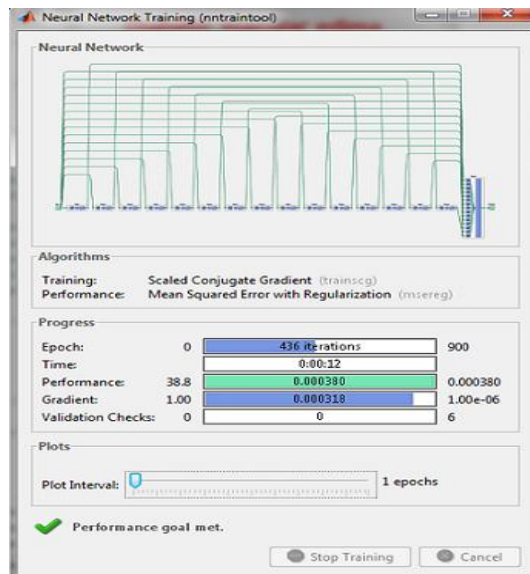 Neural Network Training (nntraintool)
Neural Network
Algorithms
Training: Scaled Conjugate Gradient (trainscg)
Performance: Mean Squared Error with Regularization (msereg)
Progress
Epoch: 0 436 iterations 900
Time: 0:00:12
Performance: 38.8 0.000380 0.000380
Gradient: 1.00 0.000318 1.00e-06
Validation Checks: 0 0 6
Plots
Plot Interval: 1 epochs
Performance goal met.
Stop Training Cancel